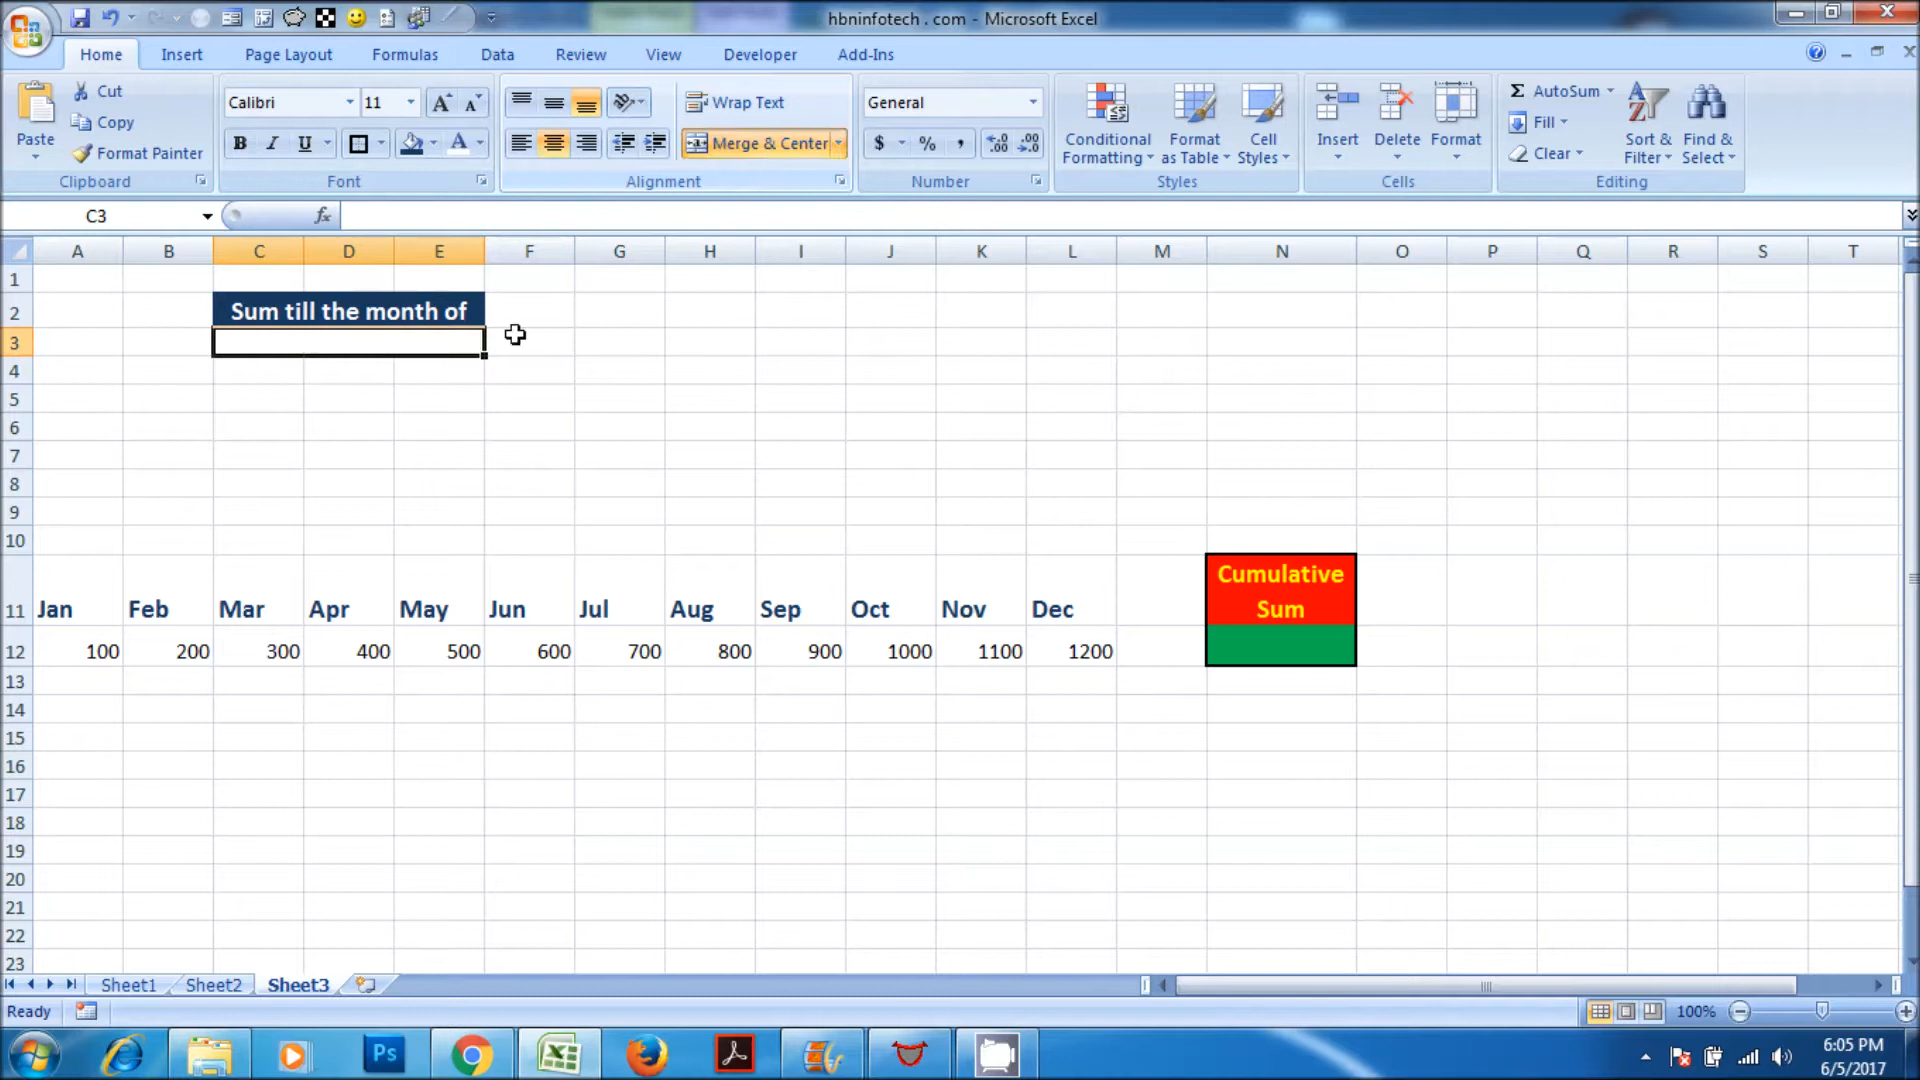 hbninfotech . com - Microsoft Excel
Home Insert Page Layout Formulas Data Review View Developer Add-Ins
Paste
Cut
Copy
Format Painter
Clipboard
Calibri 11
B I U
Font
Wrap Text
Merge & Center
Alignment
General
$ % ,
Number
Conditional Formatting
Format as Table
Cell Styles
Styles
Insert Delete Format
Cells
Σ AutoSum
Fill
Clear
Sort & Filter
Find & Select
Editing
C3 fx
A B C D E F G H I J K L M N O P Q R S T
1
2 Sum till the month of
3
4
5
6
7
8
9
10
11 Jan Feb Mar Apr May Jun Jul Aug Sep Oct Nov Dec Cumulative Sum
12 100 200 300 400 500 600 700 800 900 1000 1100 1200
13
14
15
16
17
18
19
20
21
22
23
Sheet1 Sheet2 Sheet3
Ready 100%
Ps
6:05 PM
6/5/2017